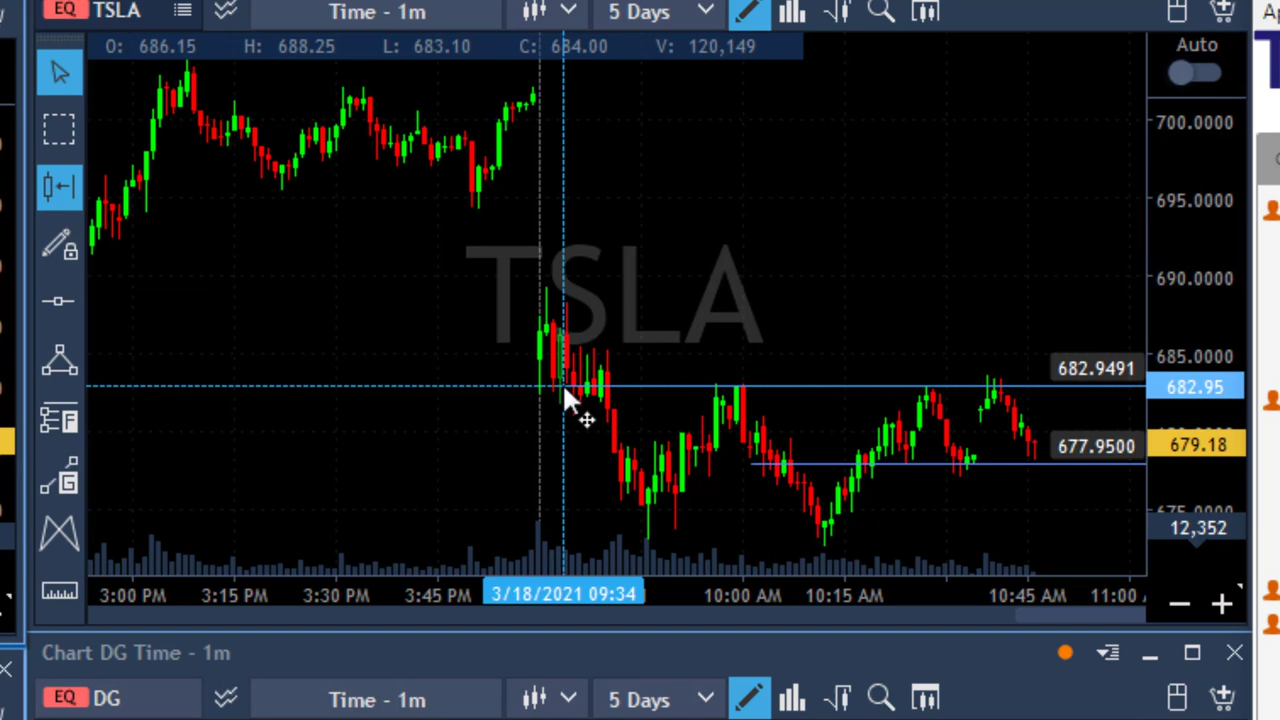 EQ TSLA Time - 1m 5 Days
O: 686.15 H: 688.25 L: 683.10 C: 684.00 V: 120,149
Auto
700.0000
695.0000
690.0000
TSLA
685.0000
682.9491
682.95
677.9500
679.18
675.0000
12,352
3:00 PM 3:15 PM 3:30 PM 3:45 PM 3/18/2021 09:34 10:00 AM 10:15 AM 10:45 AM 11:00
Chart DG Time - 1m
EQ DG Time - 1m 5 Days